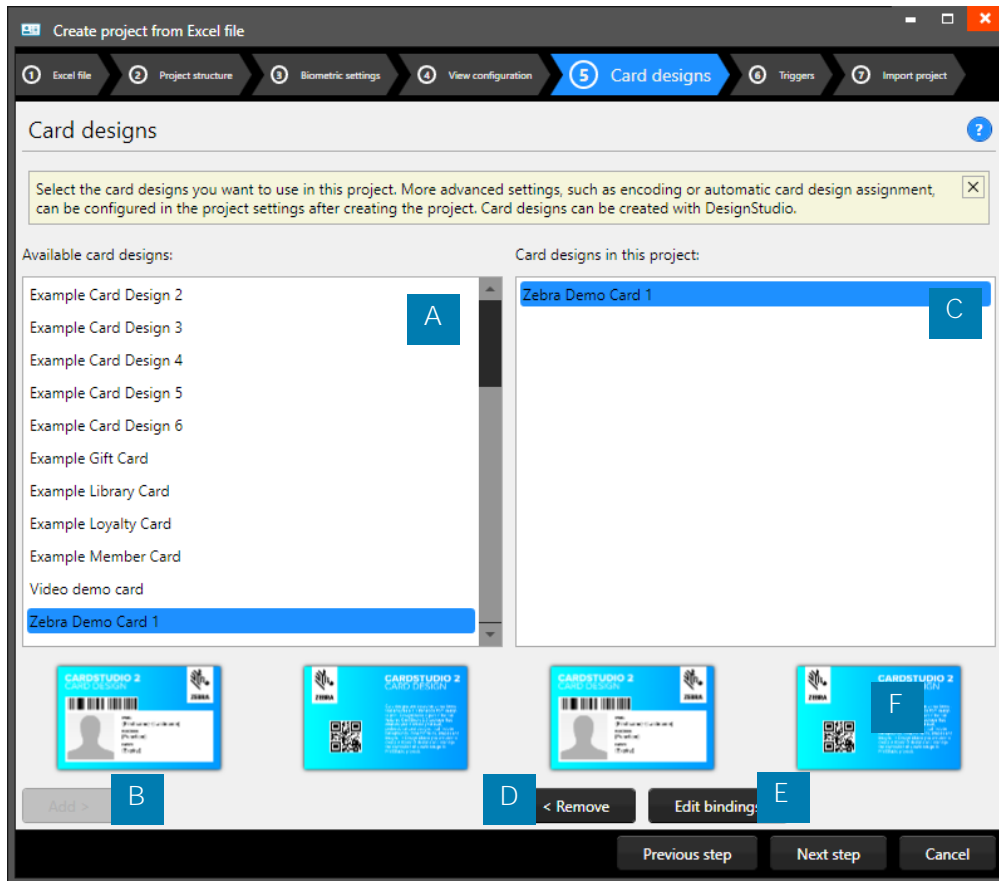 Create project from Excel file
1 Excel file 2 Project structure 3 Biometric settings 4 View configuration 5 Card designs 6 Triggers 7 Import project
Card designs
?
Select the card designs you want to use in this project. More advanced settings, such as encoding or automatic card design assignment,
can be configured in the project settings after creating the project. Card designs can be created with DesignStudio.
Available card designs:
Example Card Design 2
Example Card Design 3
Example Card Design 4
Example Card Design 5
Example Card Design 6
Example Gift Card
Example Library Card
Example Loyalty Card
Example Member Card
Video demo card
Zebra Demo Card 1
A
Card designs in this project:
Zebra Demo Card 1
C
CARDSTUDIO 2
CARD DESIGN
ZEBRA
ZEBRA
CARDSTUDIO 2
CARD DESIGN
CARDSTUDIO 2
CARD DESIGN
ZEBRA
ZEBRA
CARDSTUDIO 2
F
Add >
B
D
< Remove
Edit bindings
E
Previous step
Next step
Cancel